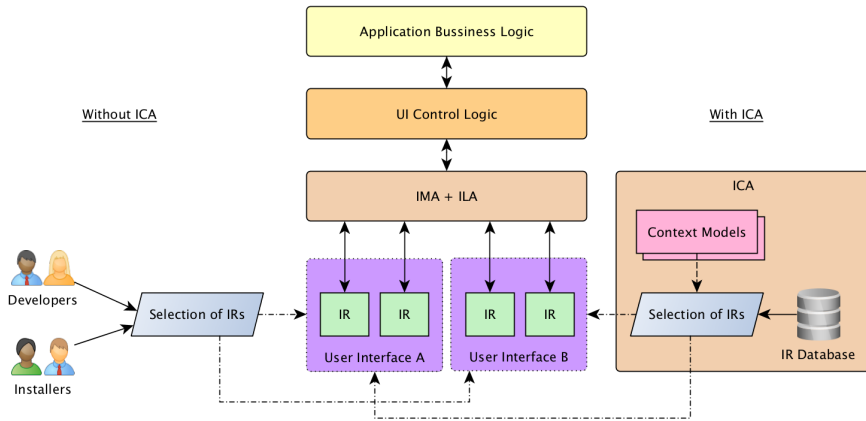 Application Bussiness Logic
Without ICA
UI Control Logic
With ICA
IMA + ILA
ICA
Context Models
Developers
Selection of IRs
IR
IR
IR
IR
Selection of IRs
User Interface A
User Interface B
IR Database
Installers